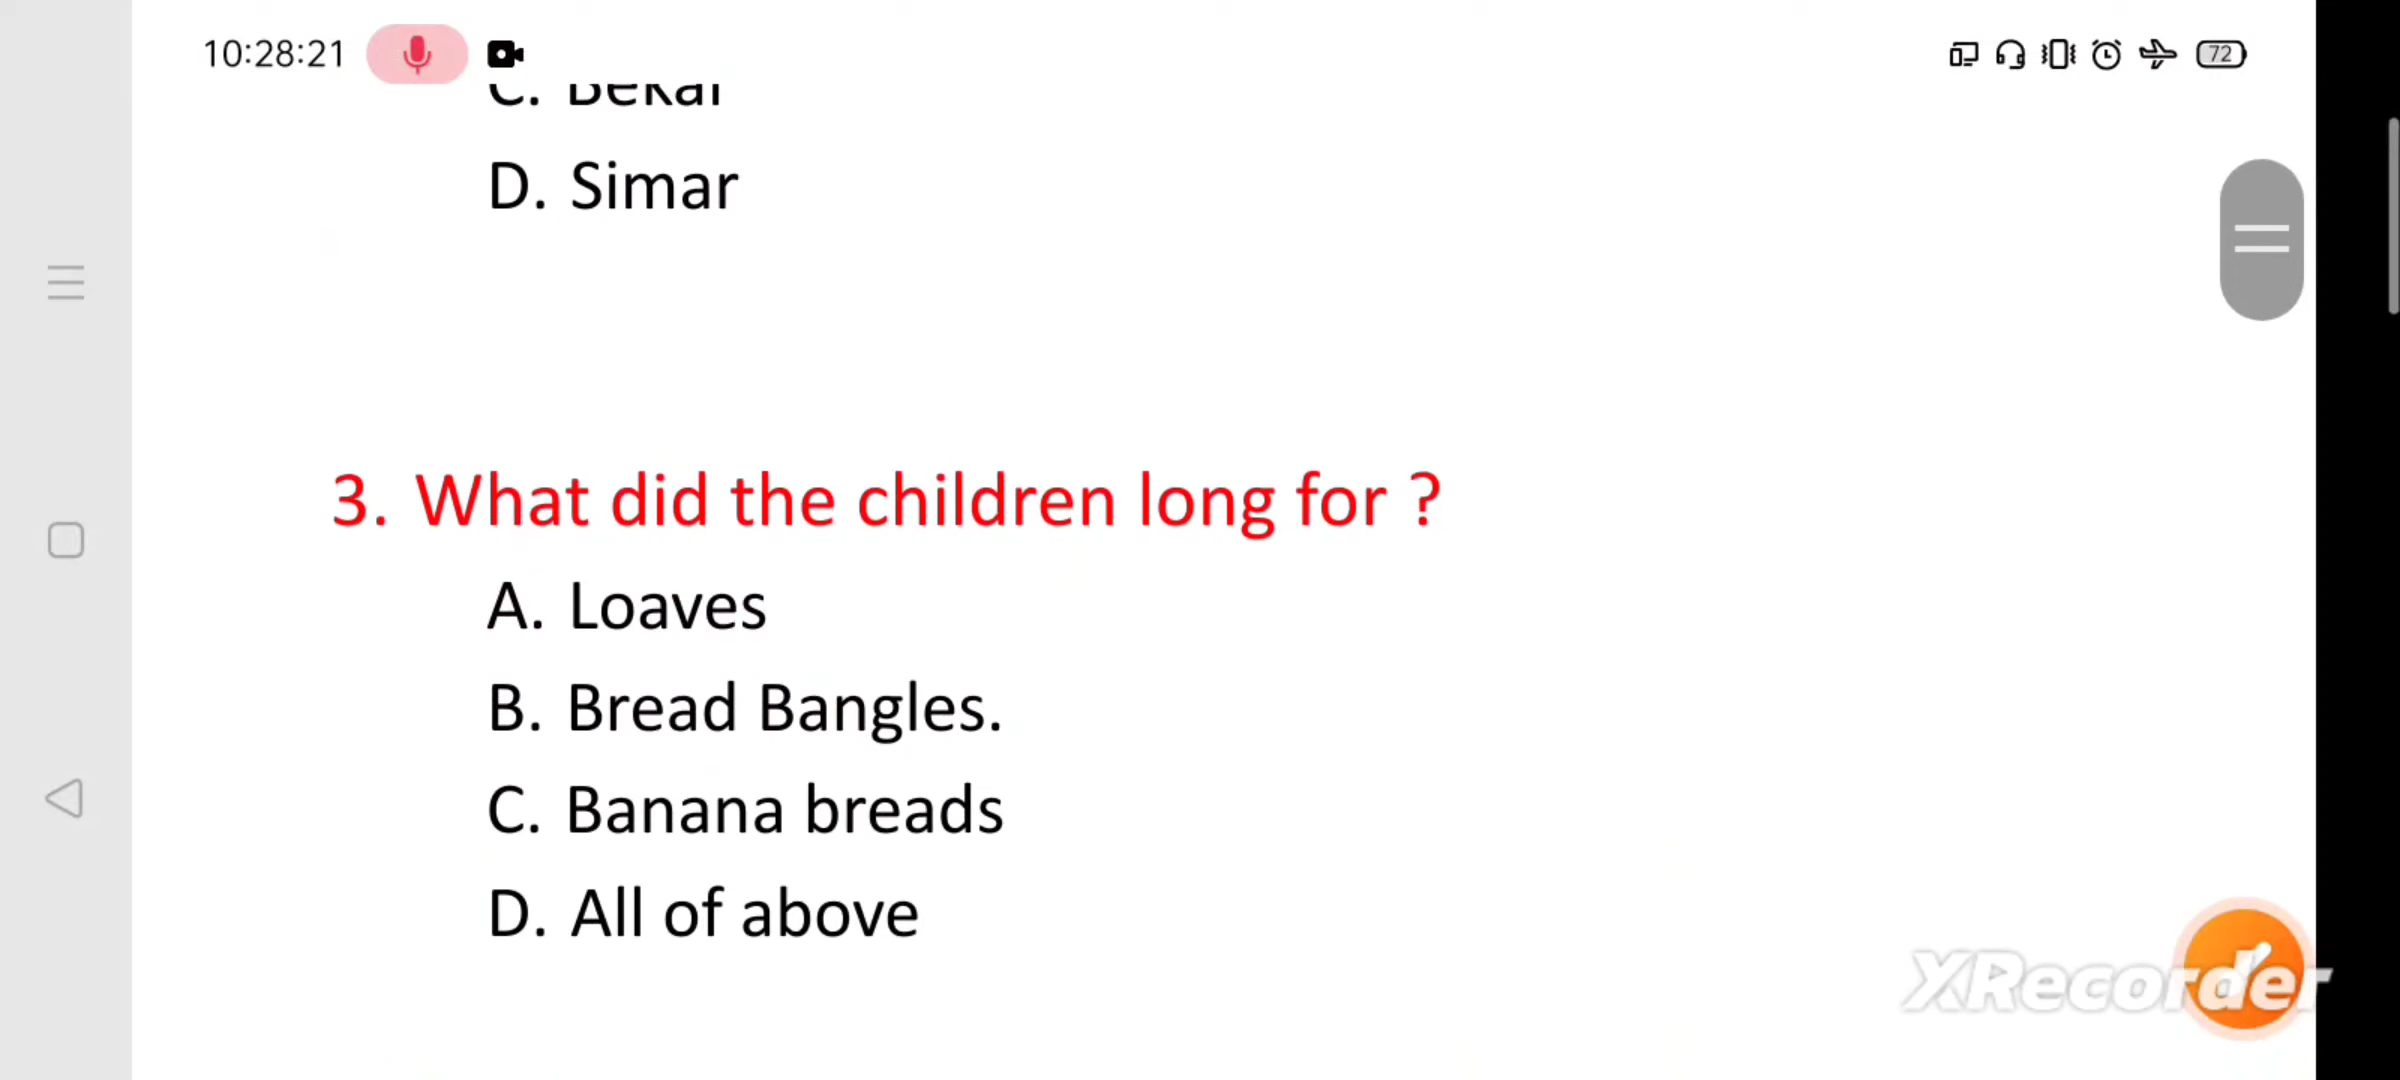 10:28:21
72
D. Simar
3. What did the children long for ?
A. Loaves
B. Bread Bangles.
C. Banana breads
D. All of above
XRecorder